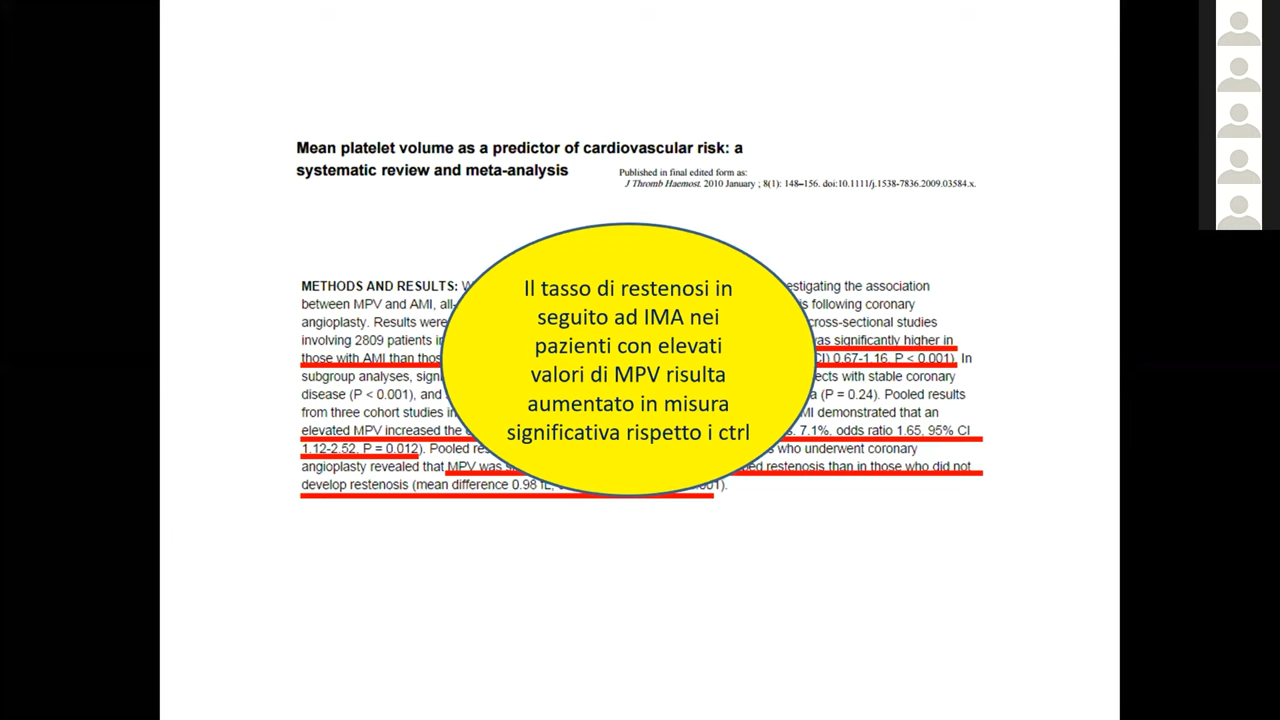 Mean platelet volume as a predictor of cardiovascular risk: a
systematic review and meta-analysis
Published in final edited form as:
J Thromb Haemost. 2010 January ; 8(1): 148–156. doi:10.1111/j.1538-7836.2009.03584.x.
METHODS AND RESULTS: estigating the association
between MPV and AMI, all- s following coronary
angioplasty. Results were cross-sectional studies
involving 2809 patients as significantly higher in
those with AMI than CI) 0.67-1.16, P < 0.001). In
subgroup analyses, ects with stable coronary
disease (P < 0.001), and (P = 0.24). Pooled results
from three cohort studies MI demonstrated that an
elevated MPV increased the 7.1%, odds ratio 1.65, 95% CI
1.12-2.52, P = 0.012). Pooled who underwent coronary
angioplasty revealed that MPV was restenosis than in those who did not
develop restenosis (mean difference 0.98 fL, 001).
Il tasso di restenosi in
seguito ad IMA nei
pazienti con elevati
valori di MPV risulta
aumentato in misura
significativa rispetto i ctrl